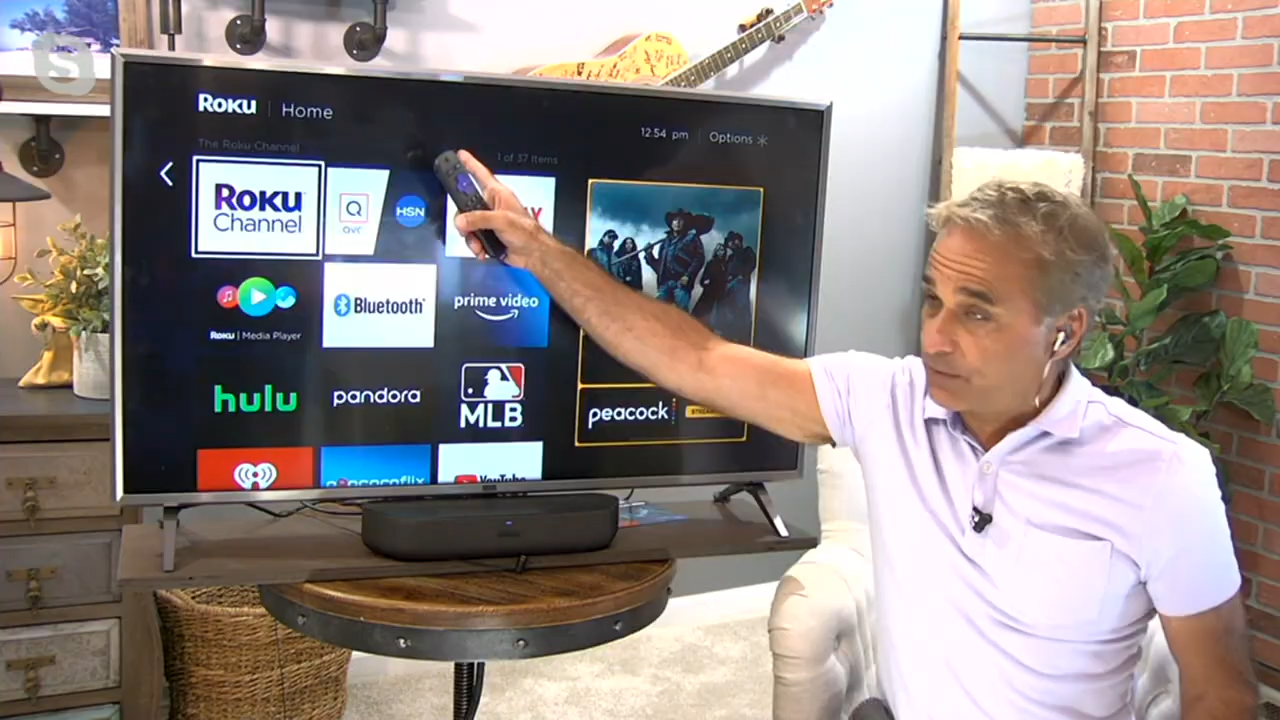 S
Roku | Home
12:54 pm
Options
The Roku Channel
1 of 37 Items
Roku Channel
Q
QVC
HSN
X
Roku | Media Player
Bluetooth
prime video
hulu
pandora
MLB
peacock
YouTube